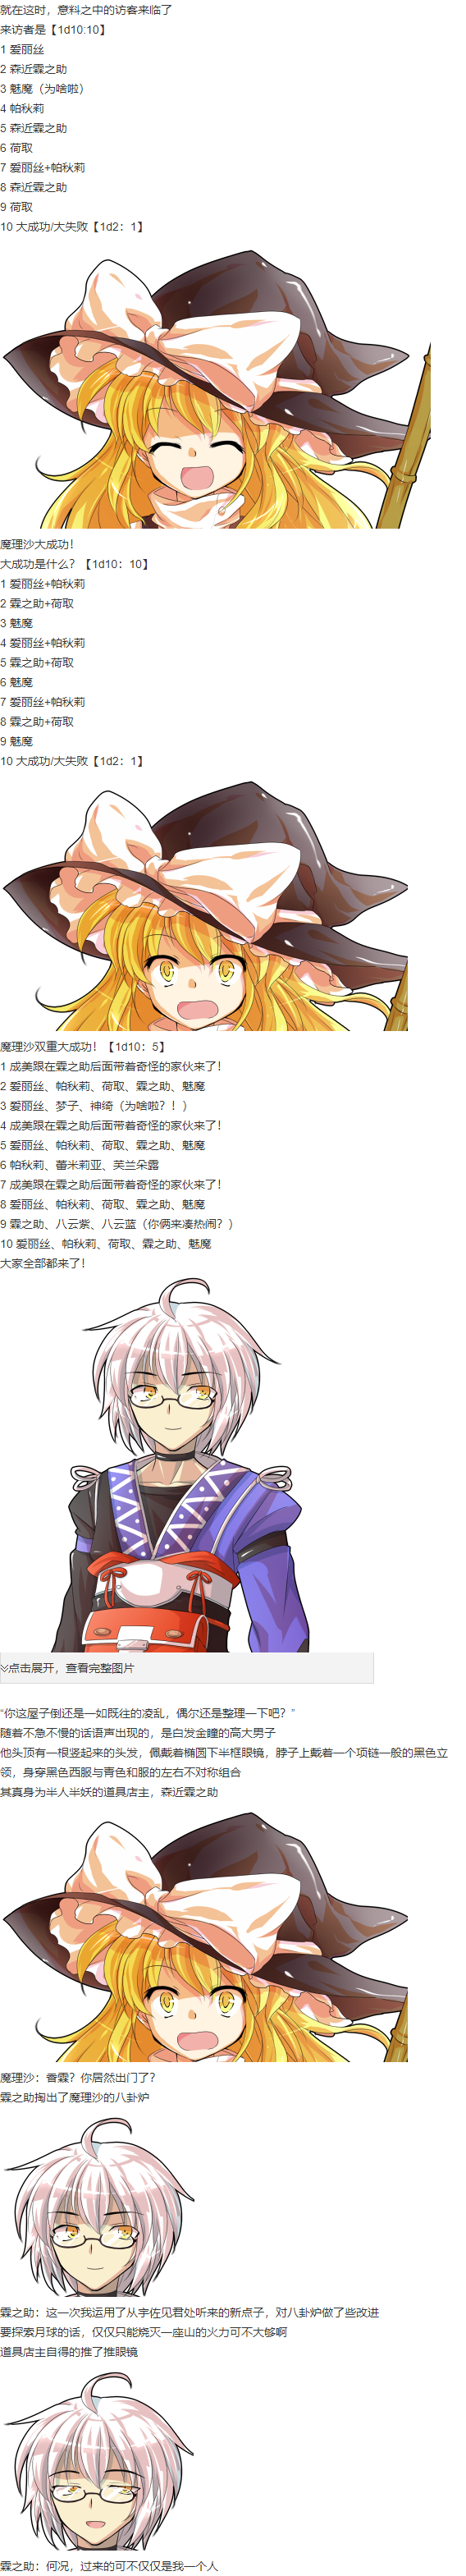 就在这时，意料之中的访客来临了
来访者是【1d10:10】
1 爱丽丝
2 森近霖之助
3 魅魔（为啥啦）
4 帕秋莉
5 森近霖之助
6 荷取
7 爱丽丝+帕秋莉
8 森近霖之助
9 荷取
10 大成功/大失败【1d2：1】
魔理沙大成功！
大成功是什么？【1d10：10】
1 爱丽丝+帕秋莉
2 霖之助+荷取
3 魅魔
4 爱丽丝+帕秋莉
5 霖之助+荷取
6 魅魔
7 爱丽丝+帕秋莉
8 霖之助+荷取
9 魅魔
10 大成功/大失败【1d2：1】
魔理沙双重大成功！【1d10：5】
1 成美跟在霖之助后面带着奇怪的家伙来了！
2 爱丽丝、帕秋莉、荷取、霖之助、魅魔
3 爱丽丝、梦子、神绮（为啥啦？！）
4 成美跟在霖之助后面带着奇怪的家伙来了！
5 爱丽丝、帕秋莉、荷取、霖之助、魅魔
6 帕秋莉、蕾米莉亚、芙兰朵露
7 成美跟在霖之助后面带着奇怪的家伙来了！
8 爱丽丝、帕秋莉、荷取、霖之助、魅魔
9 霖之助、八云紫、八云蓝（你俩来凑热闹？）
10 爱丽丝、帕秋莉、荷取、霖之助、魅魔
大家全部都来了！
点击展开，查看完整图片
“你这屋子倒还是一如既往的凌乱，偶尔还是整理一下吧？”
随着不急不慢的话语声出现的，是白发金瞳的高大男子
他头顶有一根竖起来的头发，佩戴着椭圆下半框眼镜，脖子上戴着一个项链一般的黑色立
领，身穿黑色西服与青色和服的左右不对称组合
其真身为半人半妖的道具店主，森近霖之助
魔理沙：香霖？你居然出门了？
霖之助掏出了魔理沙的八卦炉
霖之助：这一次我运用了从宇佐见君处听来的新点子，对八卦炉做了些改进
要探索月球的话，仅仅只能烧灭一座山的火力可不大够啊
道具店主自得的推了推眼镜
霖之助：何况，过来的可不仅仅是我一个人